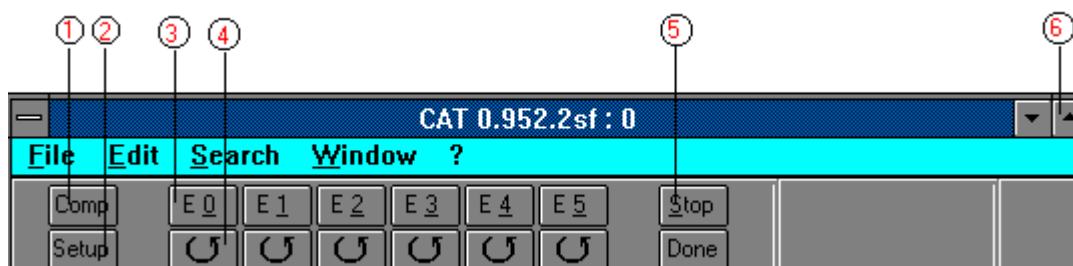 1 2 3 4 5 6
CAT 0.952.2sf : 0
File Edit Search Window ?
Comp E 0 E 1 E 2 E 3 E 4 E 5 Stop
Setup Done